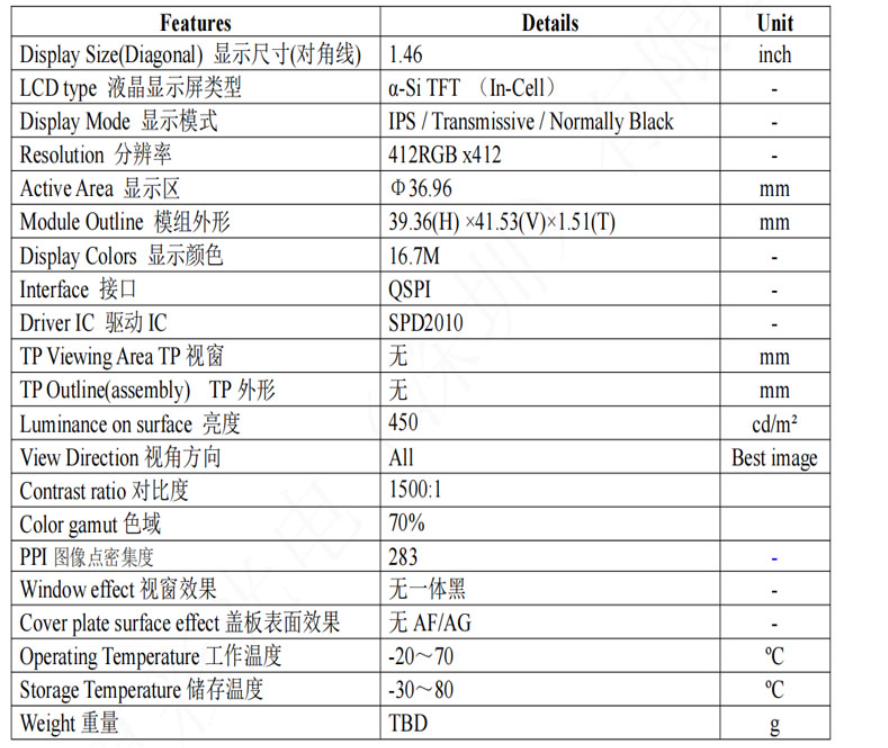 Features Details Unit
Display Size(Diagonal) 显示尺寸(对角线) 1.46 inch
LCD type 液晶显示屏类型 α-Si TFT （In-Cell） -
Display Mode 显示模式 IPS / Transmissive / Normally Black -
Resolution 分辨率 412RGB x412 -
Active Area 显示区 Φ36.96 mm
Module Outline 模组外形 39.36(H) ×41.53(V)×1.51(T) mm
Display Colors 显示颜色 16.7M -
Interface 接口 QSPI -
Driver IC 驱动 IC SPD2010 -
TP Viewing Area TP 视窗 无 mm
TP Outline(assembly) TP 外形 无 mm
Luminance on surface 亮度 450 cd/m²
View Direction 视角方向 All Best image
Contrast ratio 对比度 1500:1
Color gamut 色域 70%
PPI 图像点密集度 283 -
Window effect 视窗效果 无一体黑 -
Cover plate surface effect 盖板表面效果 无 AF/AG -
Operating Temperature 工作温度 -20～70 ℃
Storage Temperature 储存温度 -30～80 ℃
Weight 重量 TBD g